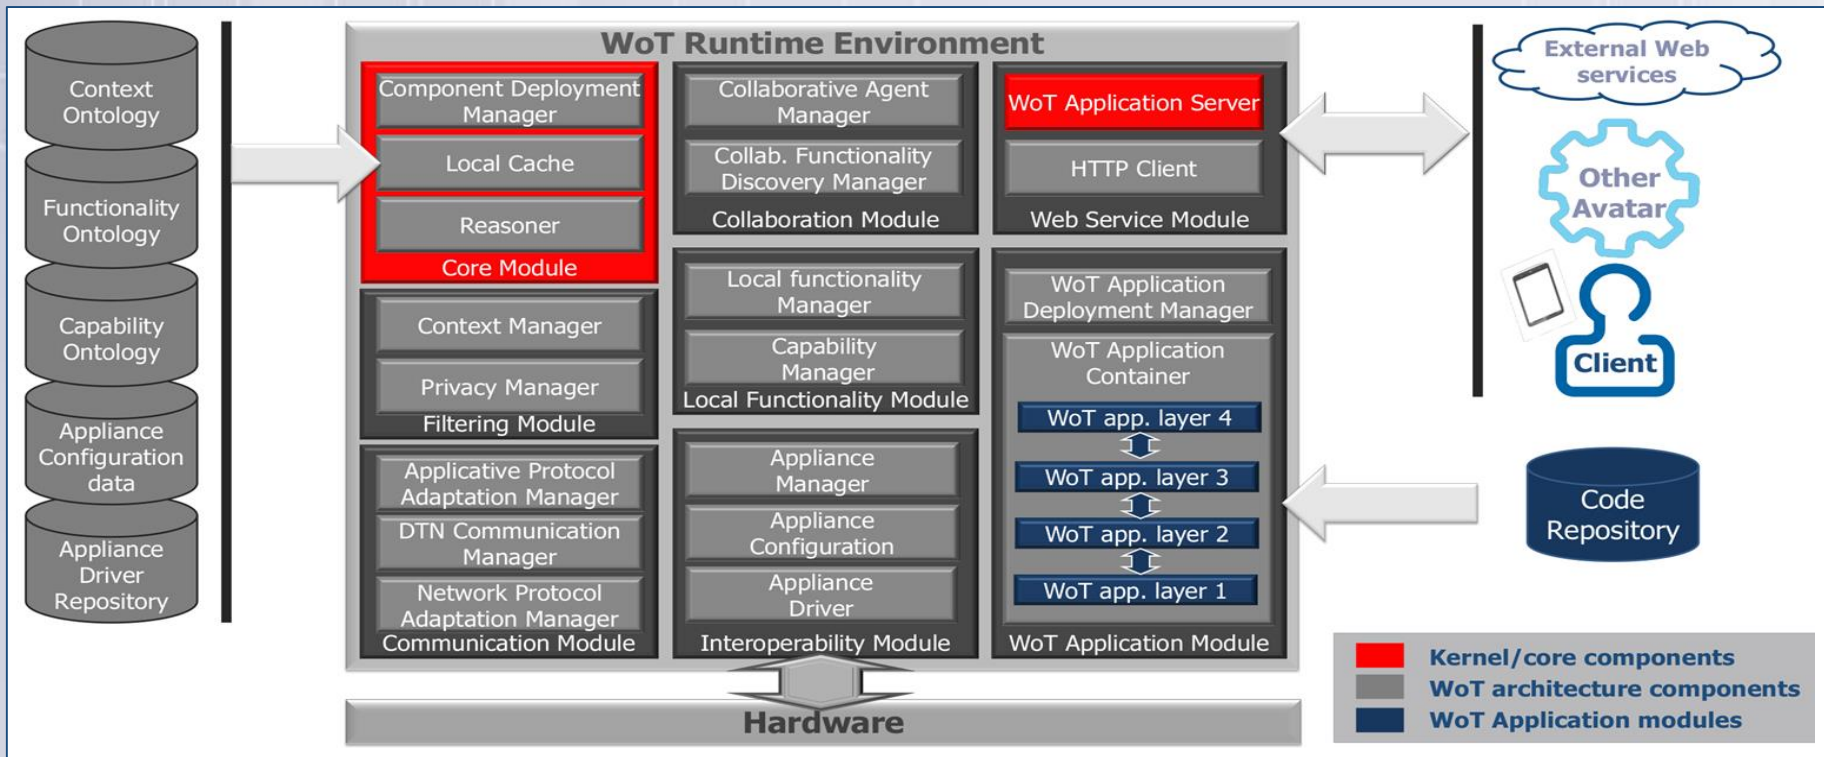 Context
Ontology
Functionality
Ontology
Capability
Ontology
Appliance
Configuration
data
Appliance
Driver
Repository
WoT Runtime Environment
Component Deployment
Manager
Local Cache
Reasoner
Core Module
Context Manager
Privacy Manager
Filtering Module
Applicative Protocol
Adaptation Manager
DTN Communication
Manager
Network Protocol
Adaptation Manager
Communication Module
Collaborative Agent
Manager
Collab. Functionality
Discovery Manager
Collaboration Module
Local functionality
Manager
Capability
Manager
Local Functionality Module
Appliance
Manager
Appliance
Configuration
Appliance
Driver
Interoperability Module
WoT Application Server
HTTP Client
Web Service Module
WoT Application
Deployment Manager
WoT Application
Container
WoT app. layer 4
WoT app. layer 3
WoT app. layer 2
WoT app. layer 1
WoT Application Module
Hardware
External Web
services
Other
Avatar
Client
Code
Repository
Kernel/core components
WoT architecture components
WoT Application modules